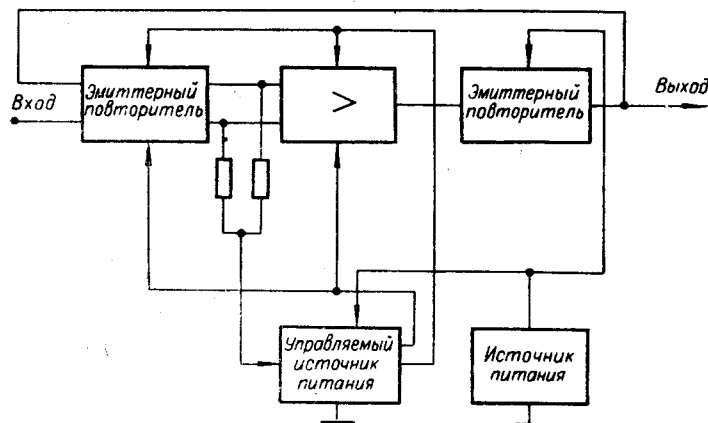 Вход
Эмиттерный
повторитель
>
Эмиттерный
повторитель
Выход
Управляемый
источник
питания
Источник
питания